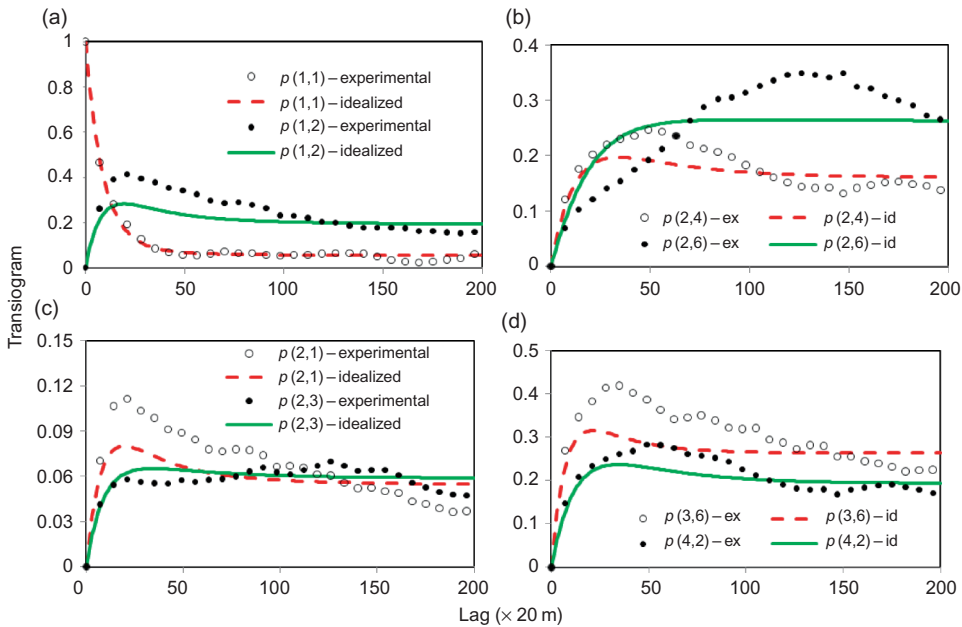 (a)
1
0.8
0.6
0.4
0.2
0
0 50 100 150 200
p (1,1) – experimental
p (1,1) – idealized
p (1,2) – experimental
p (1,2) – idealized
(b)
0.4
0.3
0.2
0.1
0
0 50 100 150 200
p (2,4) – ex
p (2,4) – id
p (2,6) – ex
p (2,6) – id
(c)
0.15
0.12
0.09
0.06
0.03
0
0 50 100 150 200
p (2,1) – experimental
p (2,1) – idealized
p (2,3) – experimental
p (2,3) – idealized
(d)
0.5
0.4
0.3
0.2
0.1
0
0 50 100 150 200
p (3,6) – ex
p (3,6) – id
p (4,2) – ex
p (4,2) – id
Transiogram
Lag (× 20 m)